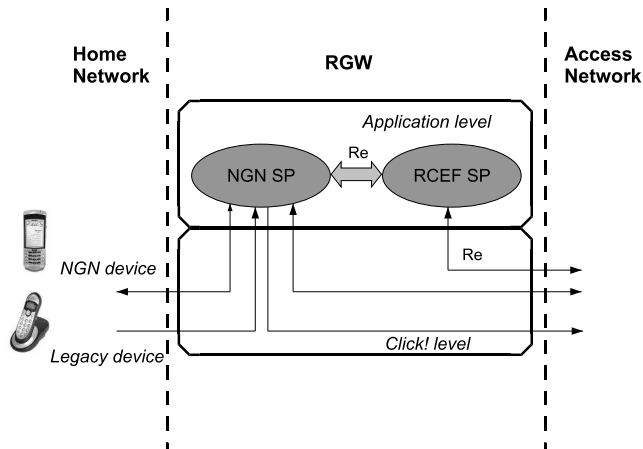 Home
Network
RGW
Access
Network
Application level
Re
NGN SP
RCEF SP
Re
NGN device
Legacy device
Click! level